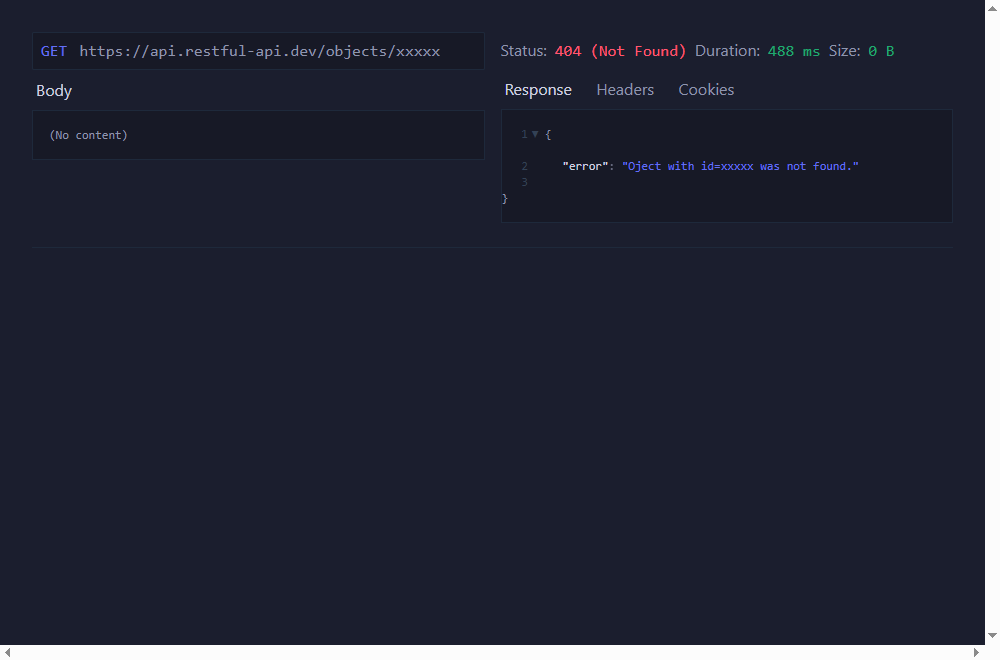 GET https://api.restful-api.dev/objects/xxxxx
Status: 404 (Not Found) Duration: 488 ms Size: 0 B
Body
Response Headers Cookies
(No content)
1 ▼ {
2 "error": "Oject with id=xxxxx was not found."
3
}